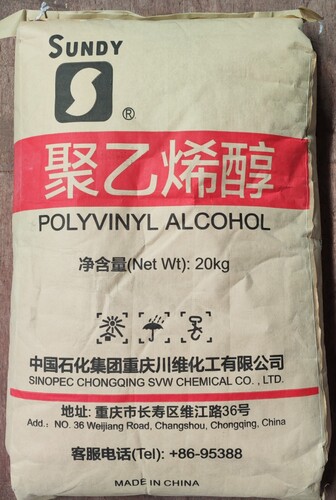 SUNDY
®
聚乙烯醇
POLYVINYL ALCOHOL
净含量(Net Wt): 20kg
中国石化集团重庆川维化工有限公司
SINOPEC CHONGQING SVW CHEMICAL CO., LTD.
地址: 重庆市长寿区维江路36号
Add.: NO. 36 Weijiang Road, Changshou, Chongqing, China
客服电话(Tel): +86-95388
MADE IN CHINA